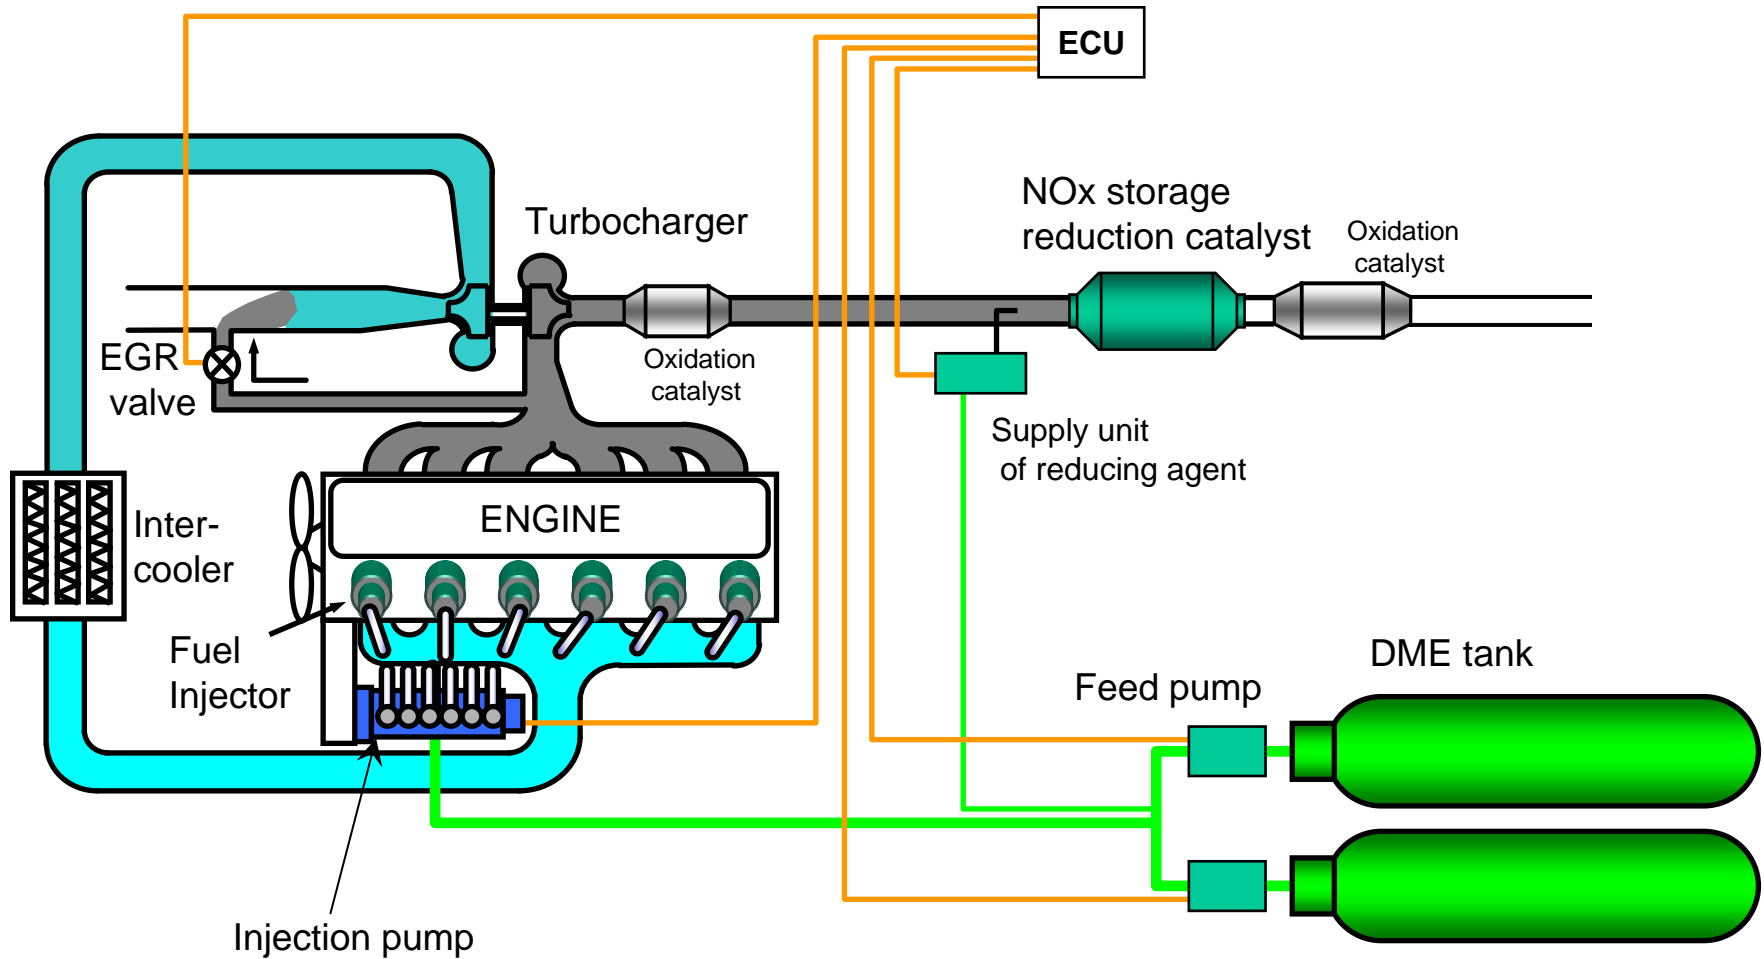 ECU
NOx storage
reduction catalyst
Oxidation
catalyst
Turbocharger
EGR
valve
Oxidation
catalyst
Supply unit
of reducing agent
ENGINE
Inter-
cooler
Fuel
Injector
DME tank
Feed pump
Injection pump